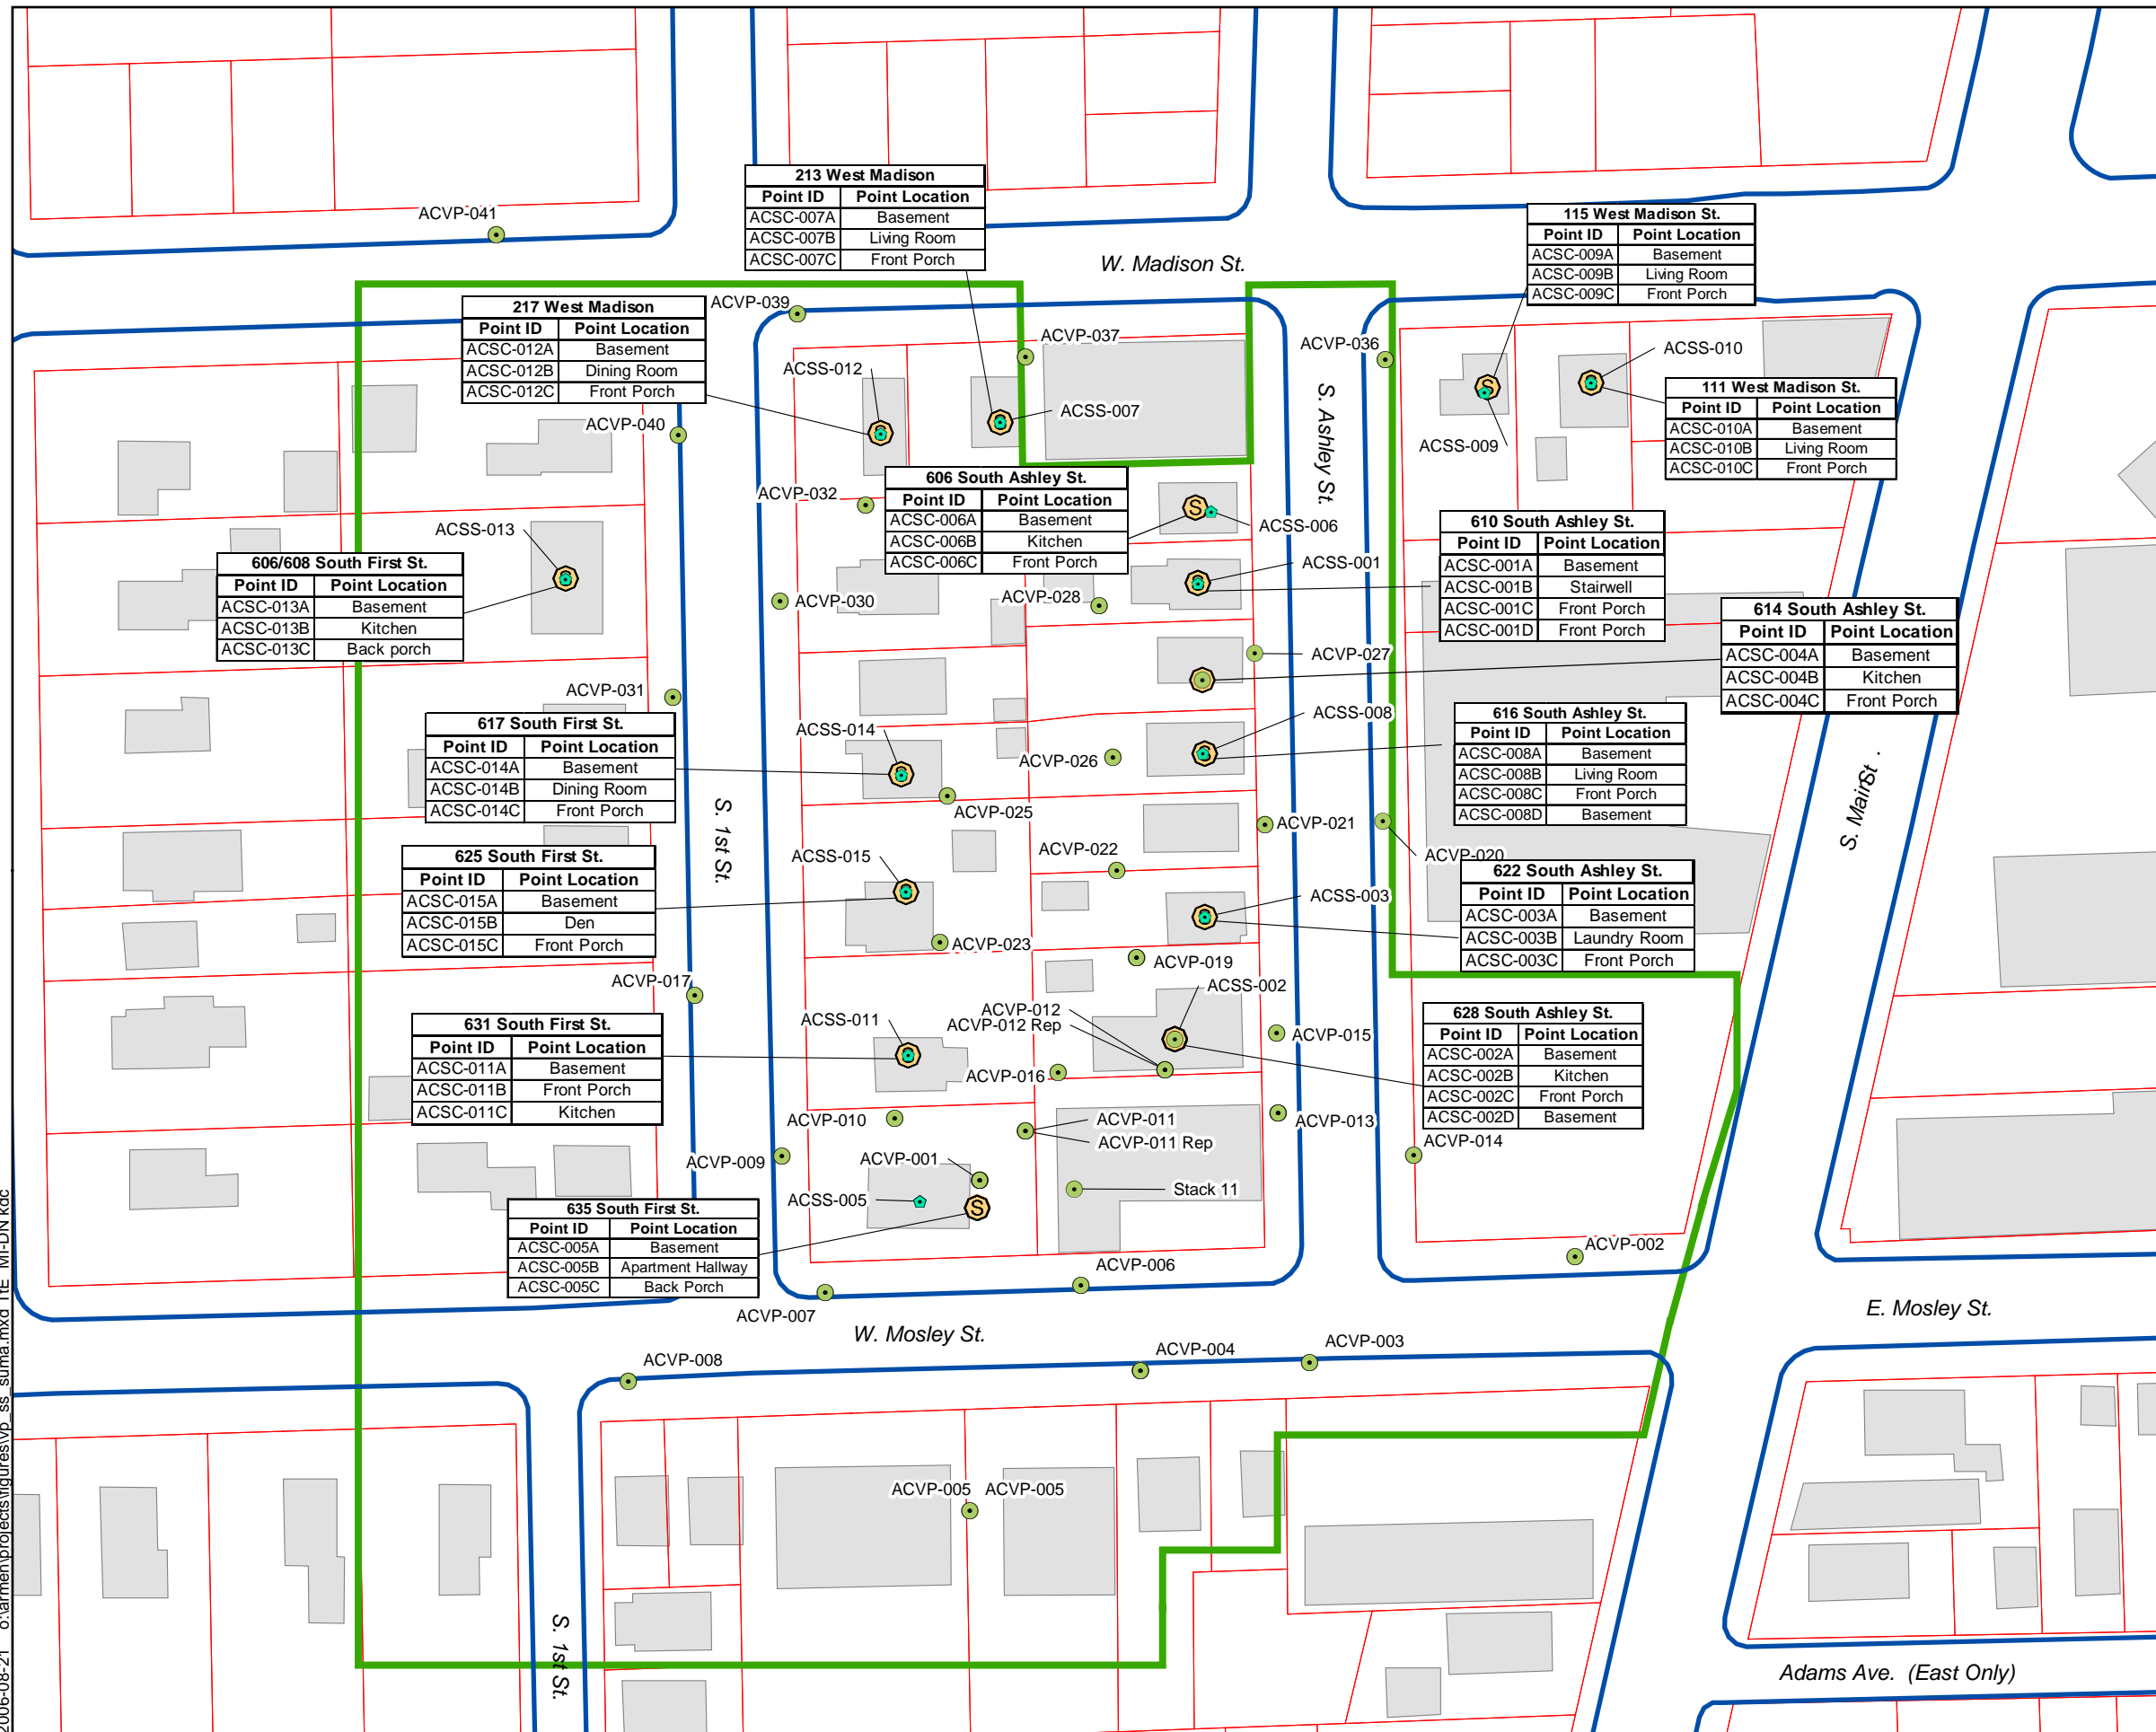 ACVP-041
213 West Madison
Point ID Point Location
ACSC-007A Basement
ACSC-007B Living Room
ACSC-007C Front Porch
W. Madison St.
115 West Madison St.
Point ID Point Location
ACSC-009A Basement
ACSC-009B Living Room
ACSC-009C Front Porch
217 West Madison
Point ID Point Location
ACSC-012A Basement
ACSC-012B Dining Room
ACSC-012C Front Porch
ACVP-039
ACVP-037
ACVP-036
ACSS-012
ACSS-007
ACSS-010
111 West Madison St.
Point ID Point Location
ACSC-010A Basement
ACSC-010B Living Room
ACSC-010C Front Porch
ACSS-009
S. Ashley St.
ACVP-040
ACVP-032
606 South Ashley St.
Point ID Point Location
ACSC-006A Basement
ACSC-006B Kitchen
ACSC-006C Front Porch
ACSS-006
ACSS-013
606/608 South First St.
Point ID Point Location
ACSC-013A Basement
ACSC-013B Kitchen
ACSC-013C Back porch
610 South Ashley St.
Point ID Point Location
ACSC-001A Basement
ACSC-001B Stairwell
ACSC-001C Front Porch
ACSC-001D Front Porch
ACSS-001
ACVP-030
ACVP-028
614 South Ashley St.
Point ID Point Location
ACSC-004A Basement
ACSC-004B Kitchen
ACSC-004C Front Porch
ACVP-027
ACVP-031
617 South First St.
Point ID Point Location
ACSC-014A Basement
ACSC-014B Dining Room
ACSC-014C Front Porch
ACSS-014
ACSS-008
616 South Ashley St.
Point ID Point Location
ACSC-008A Basement
ACSC-008B Living Room
ACSC-008C Front Porch
ACSC-008D Basement
ACVP-026
ACVP-025
ACVP-021
ACVP-020
S. 1st St.
S. Main St.
625 South First St.
Point ID Point Location
ACSC-015A Basement
ACSC-015B Den
ACSC-015C Front Porch
ACSS-015
ACVP-022
622 South Ashley St.
Point ID Point Location
ACSC-003A Basement
ACSC-003B Laundry Room
ACSC-003C Front Porch
ACSS-003
ACVP-023
ACVP-019
ACVP-017
ACSS-002
ACVP-012
ACVP-012 Rep
631 South First St.
Point ID Point Location
ACSC-011A Basement
ACSC-011B Front Porch
ACSC-011C Kitchen
ACSS-011
ACVP-015
ACVP-016
628 South Ashley St.
Point ID Point Location
ACSC-002A Basement
ACSC-002B Kitchen
ACSC-002C Front Porch
ACSC-002D Basement
ACVP-010
ACVP-011
ACVP-011 Rep
ACVP-013
ACVP-014
ACVP-009
ACVP-001
ACSS-005
Stack 11
635 South First St.
Point ID Point Location
ACSC-005A Basement
ACSC-005B Apartment Hallway
ACSC-005C Back Porch
ACVP-002
ACVP-006
ACVP-007
W. Mosley St.
E. Mosley St.
ACVP-008
ACVP-004
ACVP-003
ACVP-005 ACVP-005
S. 1st St.
Adams Ave. (East Only)
2006-08-21 o:\armen\projects\figures\vp_ss_suma.mxd TtE MI-DN kdc
S
S
S